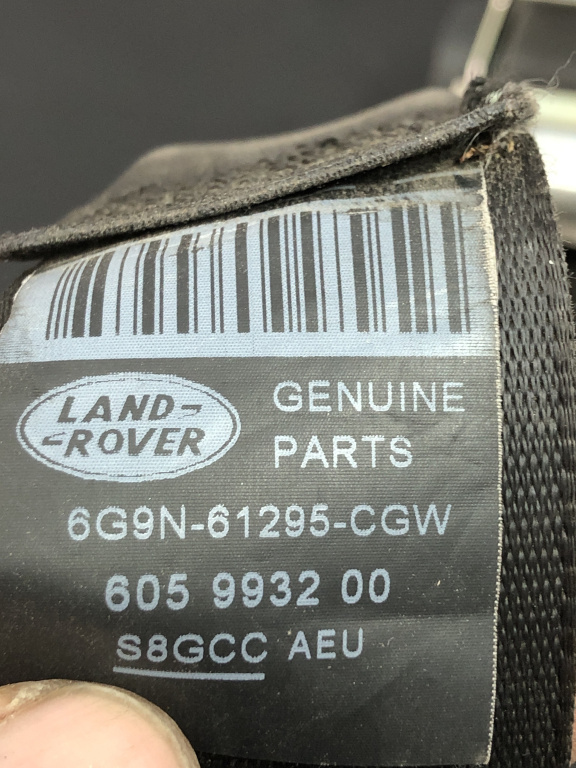 LAND-
-ROVER
GENUINE
PARTS
6G9N-61295-CGW
605 9932 00
S8GCC AEU